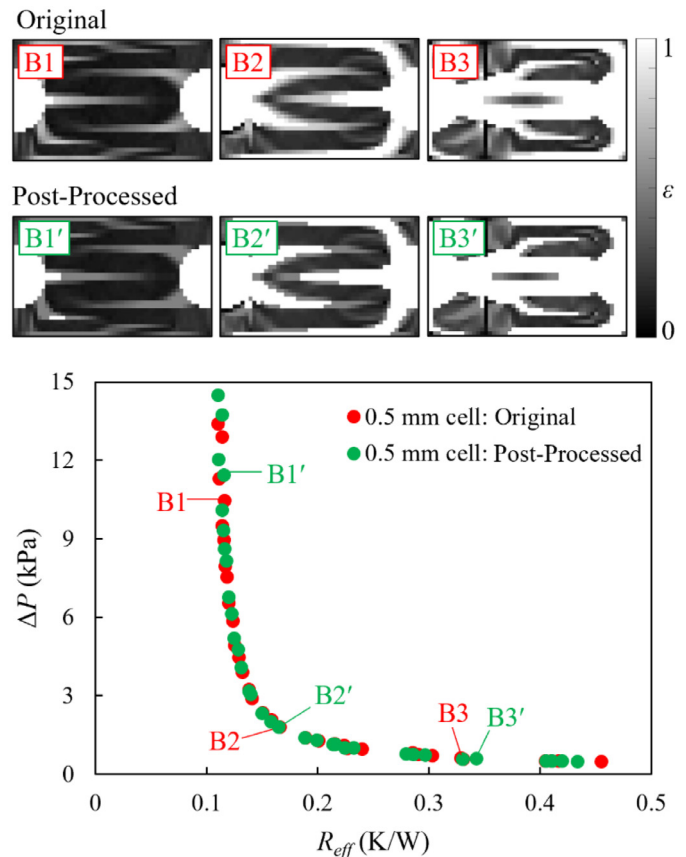 Original
B1 B2 B3 1
Post-Processed ε
B1′ B2′ B3′
0
15
0.5 mm cell: Original
0.5 mm cell: Post-Processed
12
B1′
B1
9
ΔP (kPa)
6
3
B2′
B2 B3 B3′
0
0 0.1 0.2 0.3 0.4 0.5
R_eff (K/W)